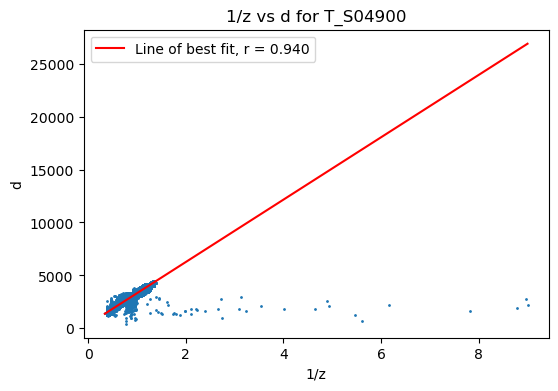 1/z vs d for T_S04900
Line of best fit, r = 0.940
25000
20000
15000
10000
5000
0
d
0 2 4 6 8
1/z